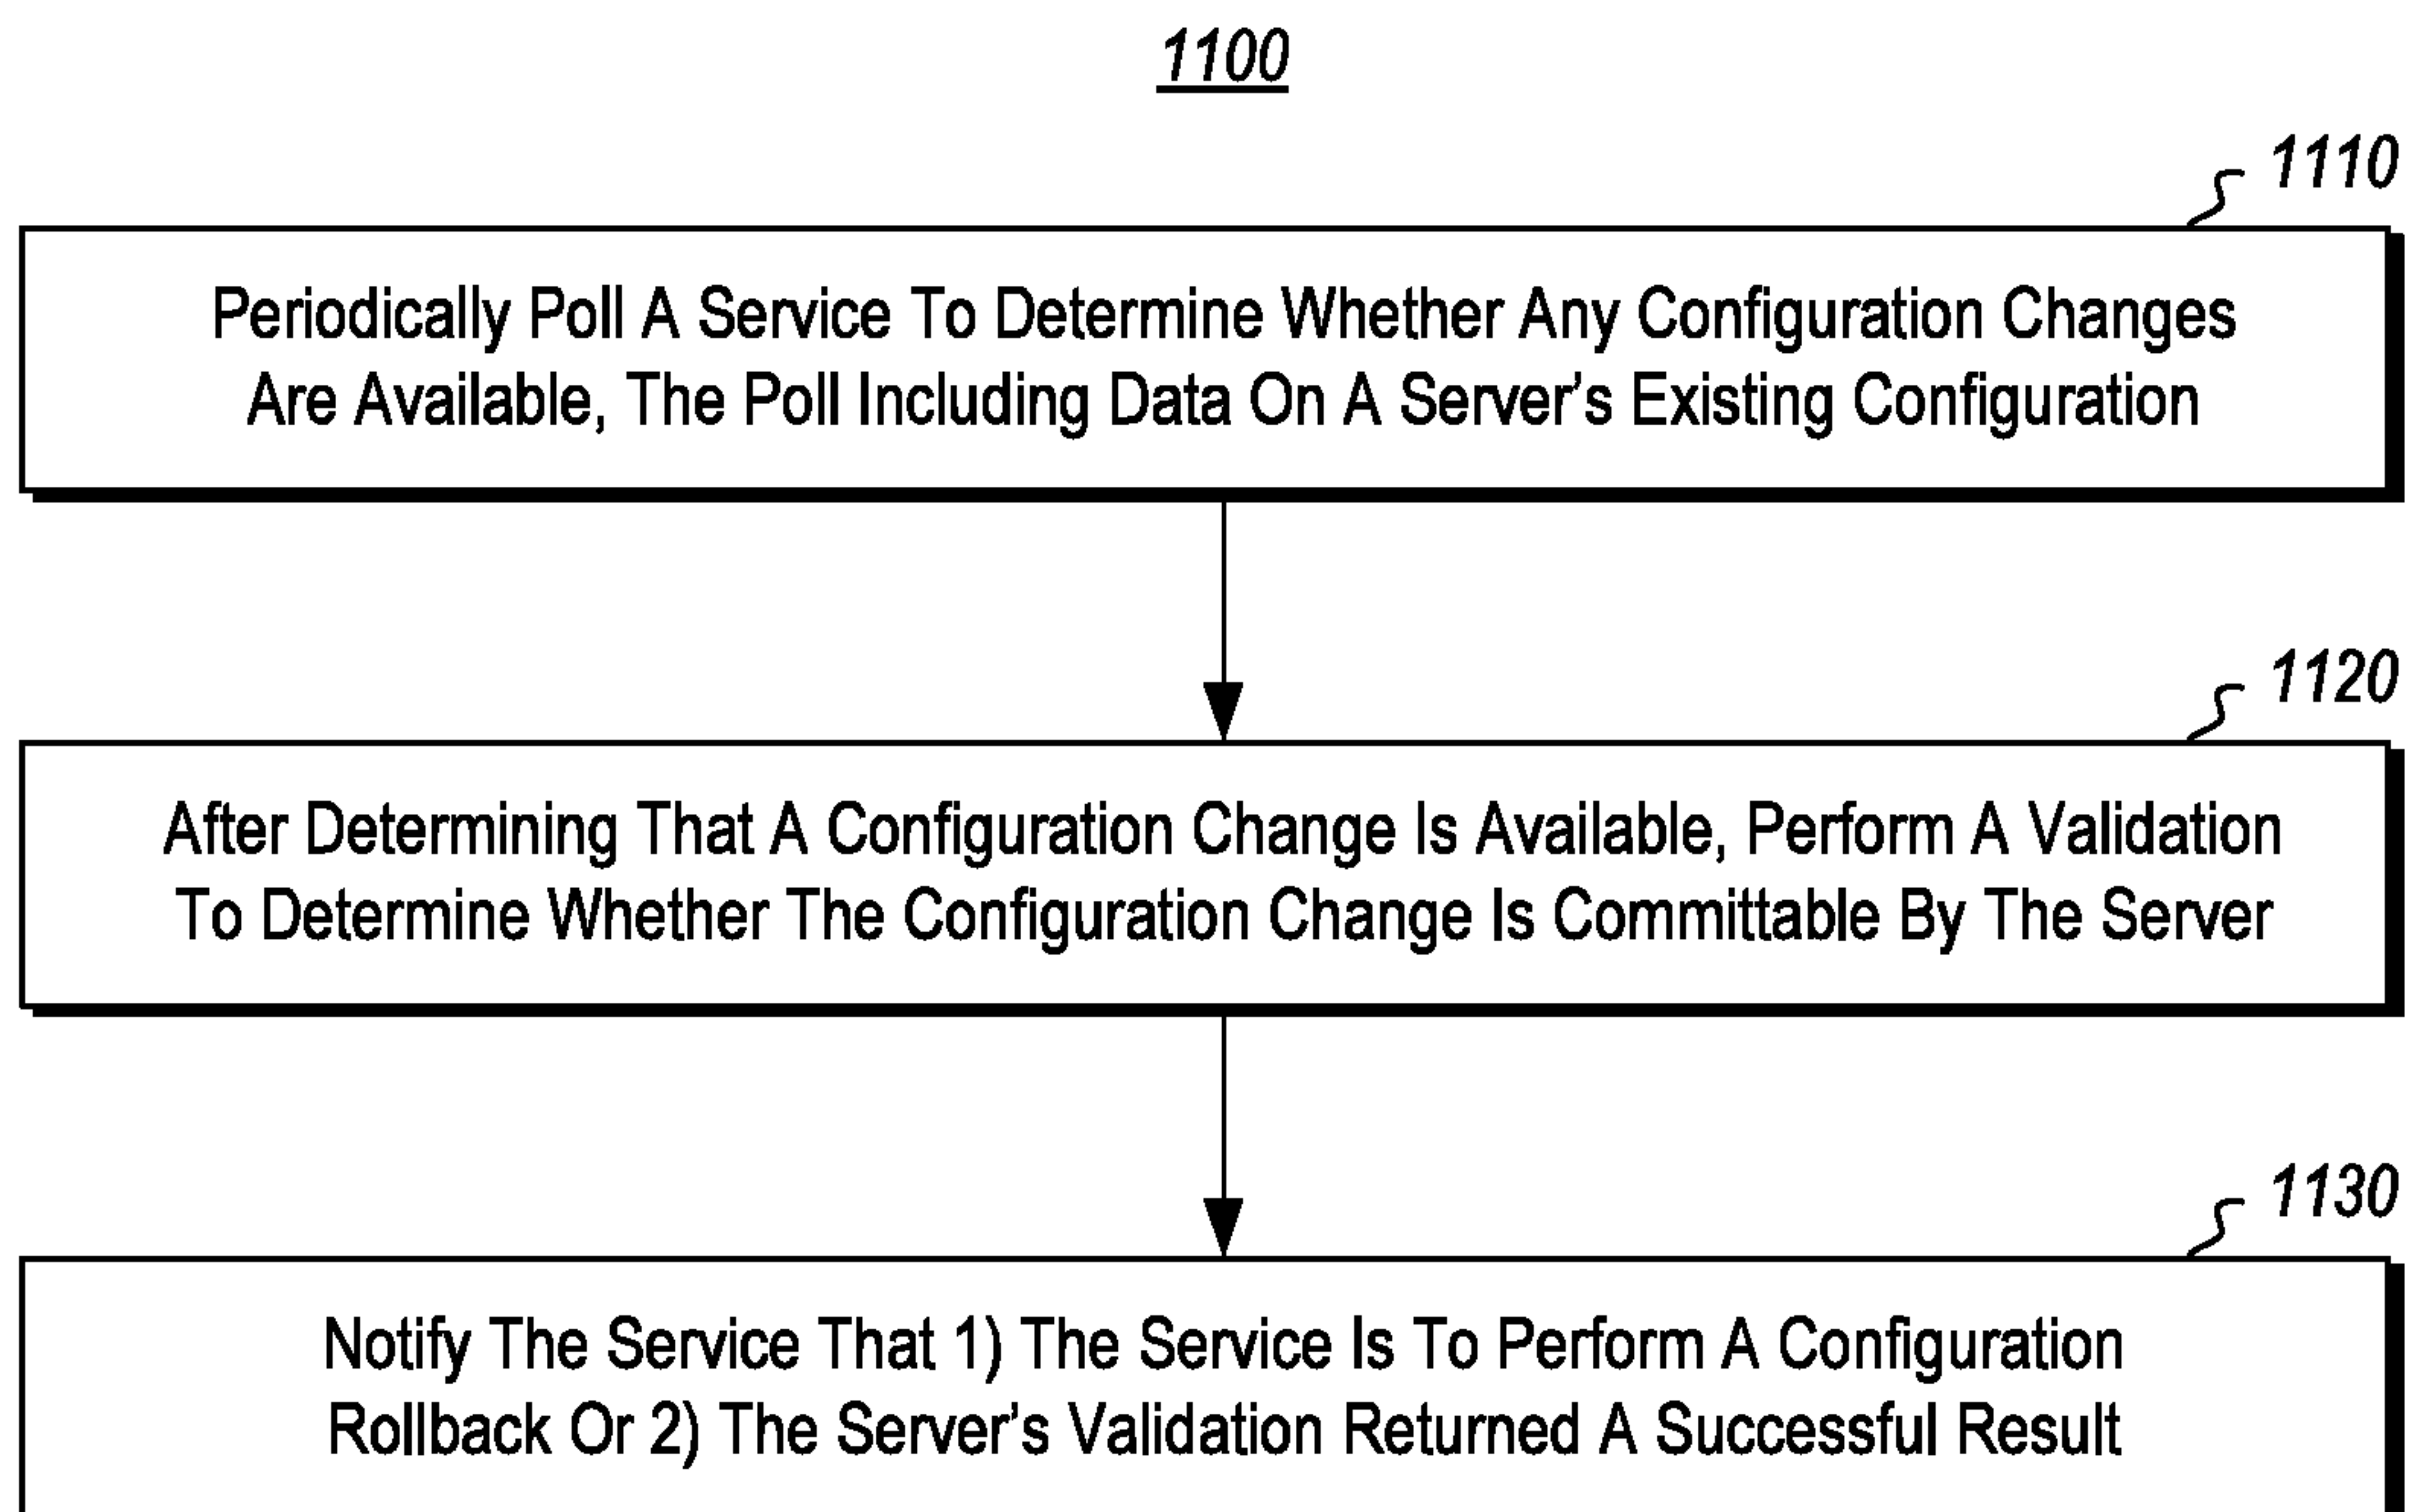 1100
1110
Periodically Poll A Service To Determine Whether Any Configuration Changes
Are Available, The Poll Including Data On A Server's Existing Configuration
1120
After Determining That A Configuration Change Is Available, Perform A Validation
To Determine Whether The Configuration Change Is Committable By The Server
1130
Notify The Service That 1) The Service Is To Perform A Configuration
Rollback Or 2) The Server's Validation Returned A Successful Result